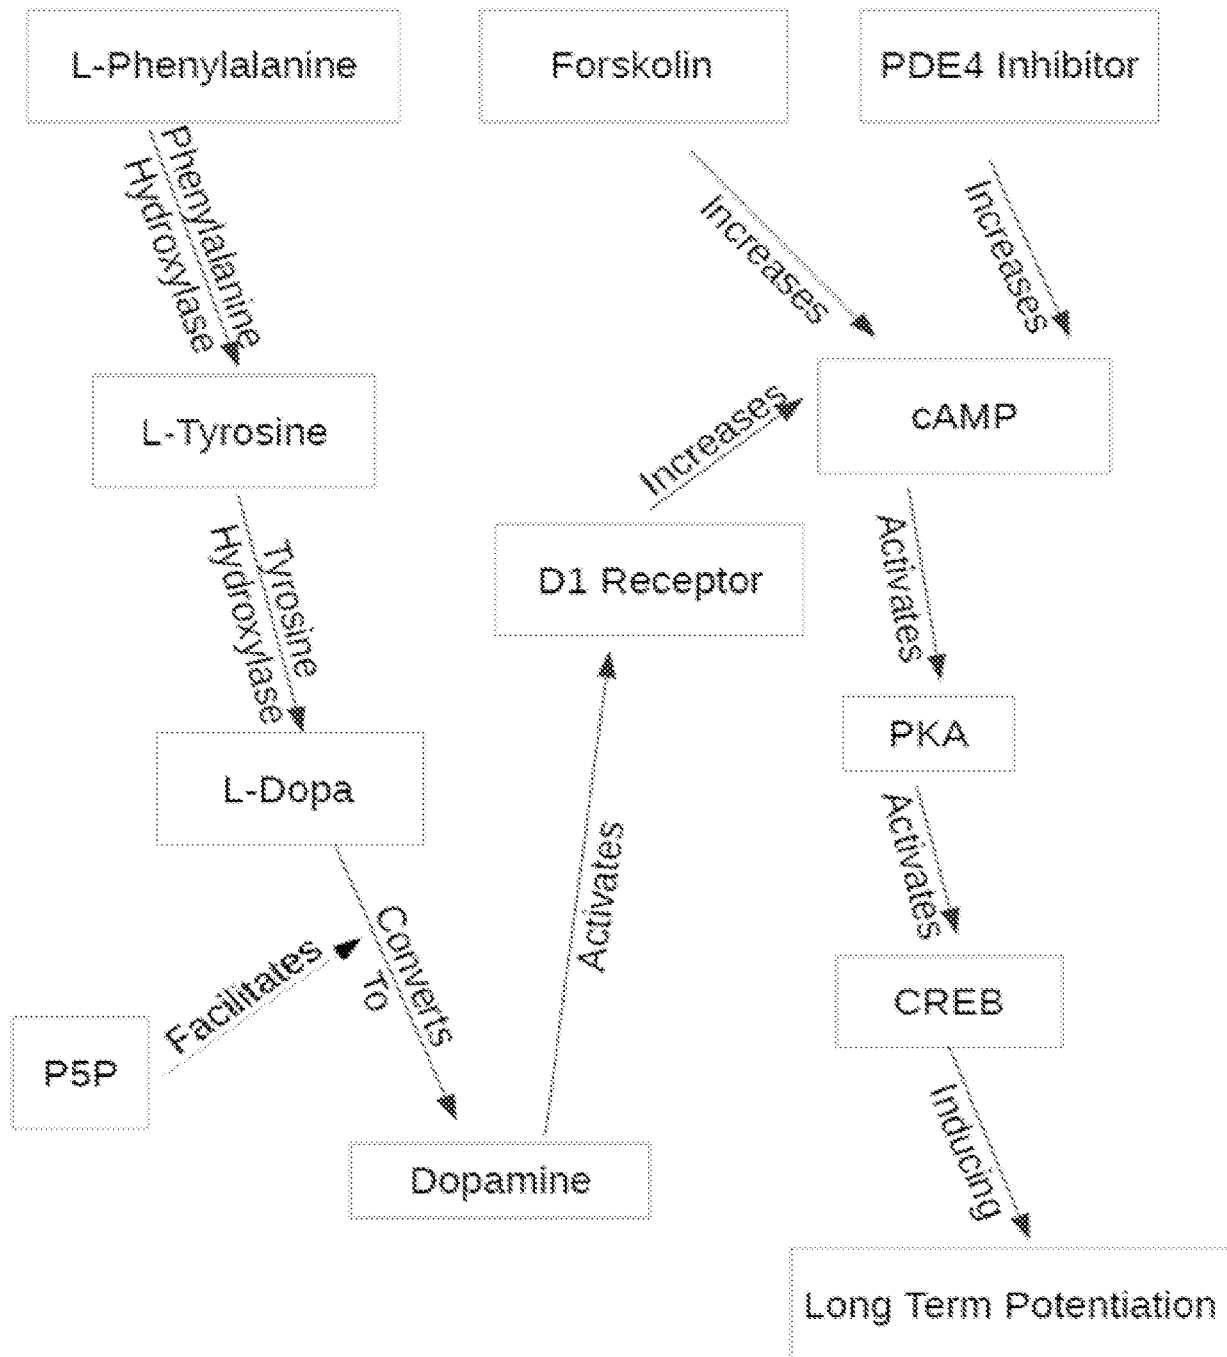 L-Phenylalanine
Forskolin
PDE4 Inhibitor
Phenylalanine
Hydroxylase
Increases
Increases
L-Tyrosine
cAMP
Increases
Tyrosine
Hydroxylase
D1 Receptor
Activates
L-Dopa
PKA
Converts
To
Facilitates
Activates
Activates
P5P
CREB
Dopamine
Inducing
Long Term Potentiation